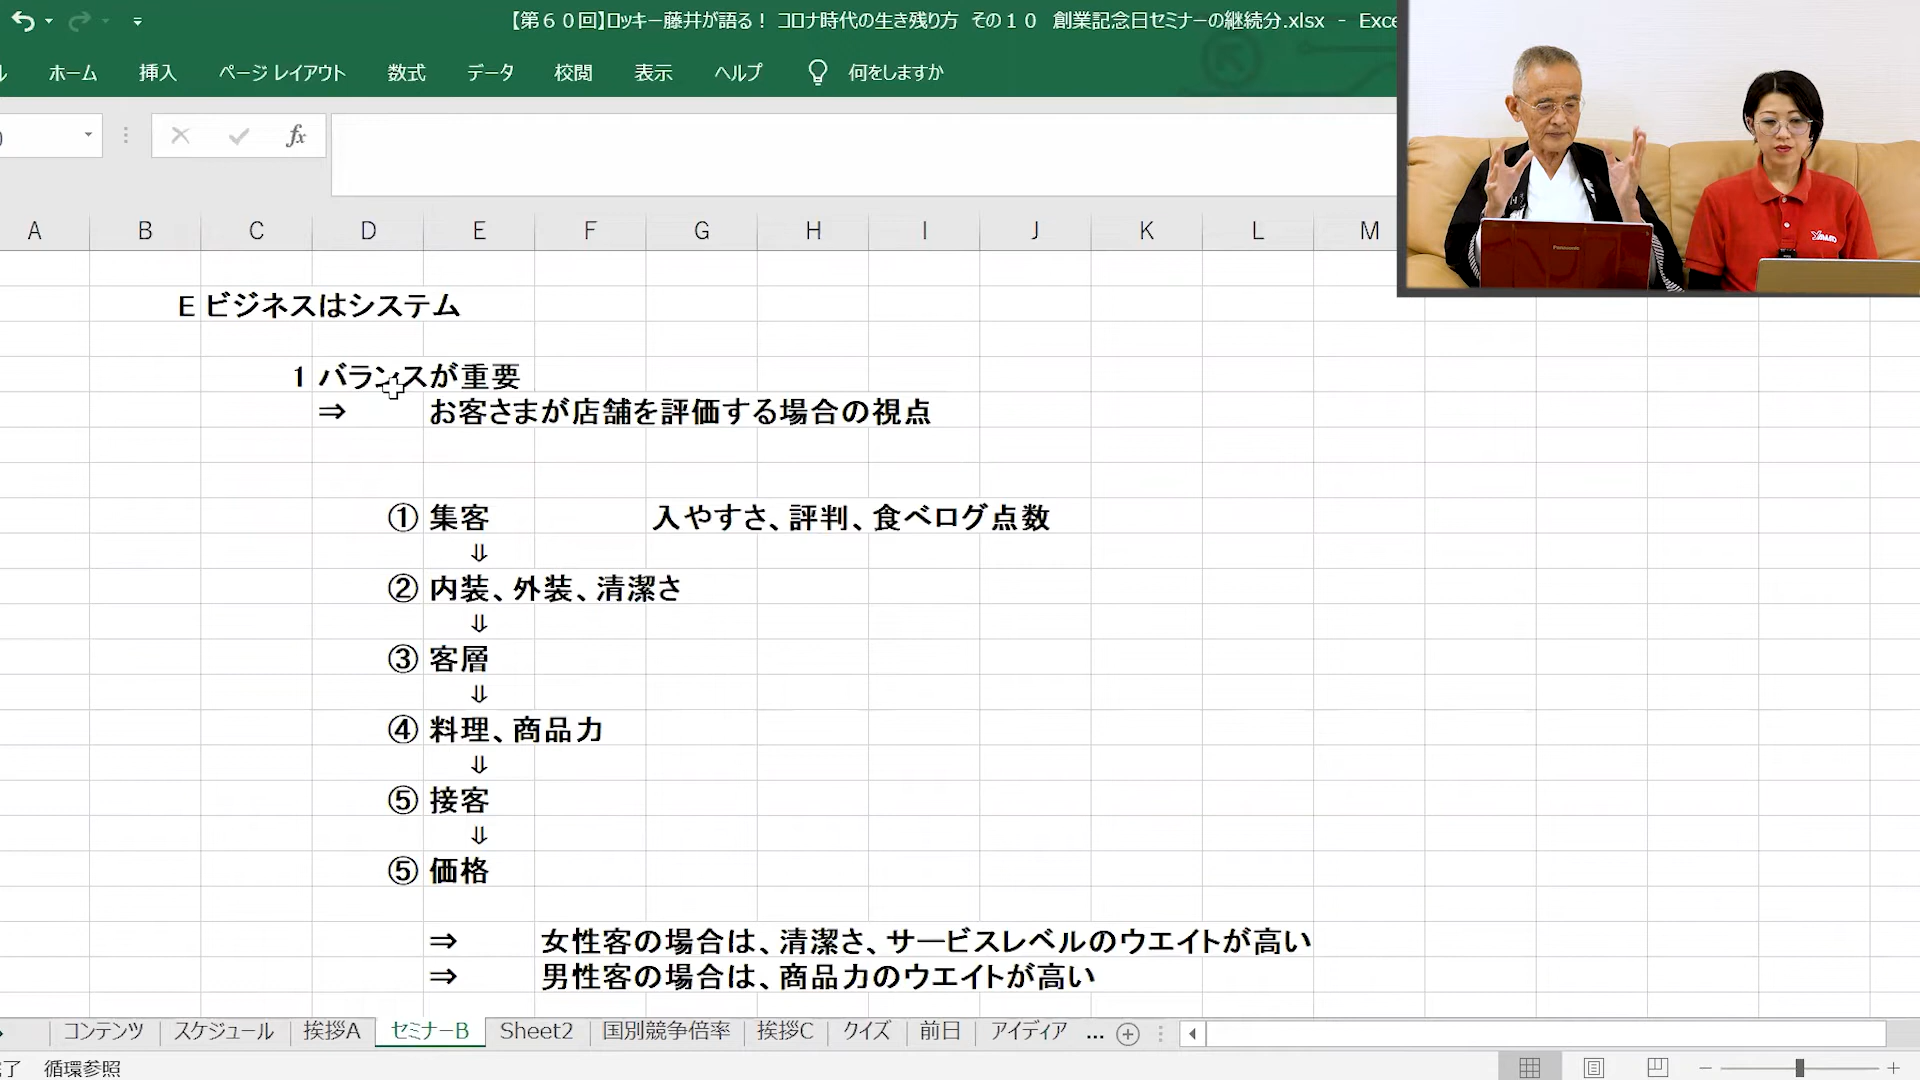 【第６０回】ロッキー藤井が語る！ コロナ時代の生き残り方 その１０ 創業記念日セミナーの継続分.xlsx - Exce
ホーム 挿入 ページ レイアウト 数式 データ 校閲 表示 ヘルプ 何をしますか
fx
A B C D E F G H I J K L M
E ビジネスはシステム
1 バランスが重要
⇒ お客さまが店舗を評価する場合の視点
① 集客 入やすさ、評判、食べログ点数
⇓
② 内装、外装、清潔さ
⇓
③ 客層
⇓
④ 料理、商品力
⇓
⑤ 接客
⇓
⑤ 価格
⇒ 女性客の場合は、清潔さ、サービスレベルのウエイトが高い
⇒ 男性客の場合は、商品力のウエイトが高い
コンテンツ スケジュール 挨拶A セミナーB Sheet2 国別競争倍率 挨拶C クイズ 前日 アイディア ...
了 循環参照
Panasonic